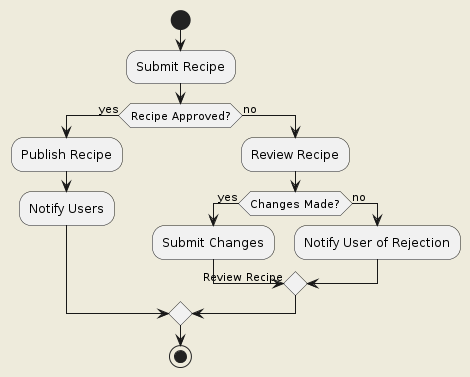 Submit Recipe
yes
Recipe Approved?
no
Publish Recipe
Review Recipe
Notify Users
yes
Changes Made?
no
Submit Changes
Notify User of Rejection
Review Recipe